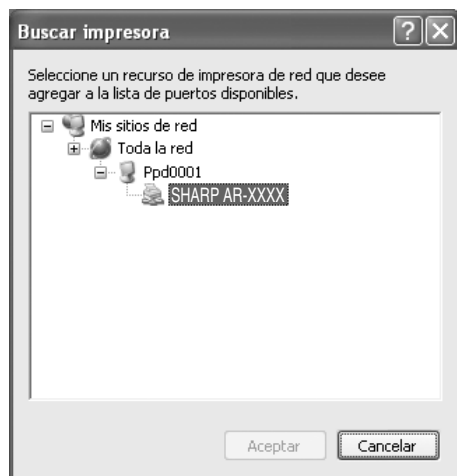 Buscar impresora
Seleccione un recurso de impresora de red que desee
agregar a la lista de puertos disponibles.
Mis sitios de red
Toda la red
Ppd0001
SHARP AR-XXXX
Aceptar
Cancelar